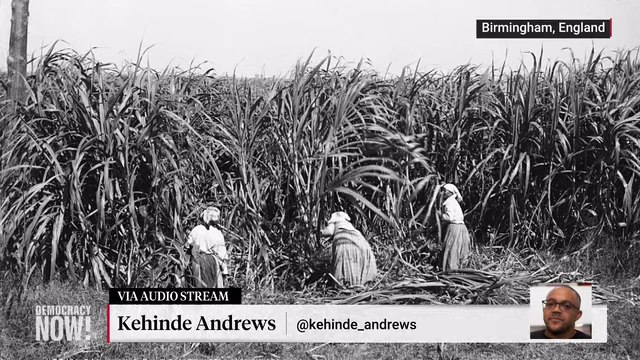 Birmingham, England
VIA AUDIO STREAM
DEMOCRACY
NOW!
Kehinde Andrews
@kehinde_andrews